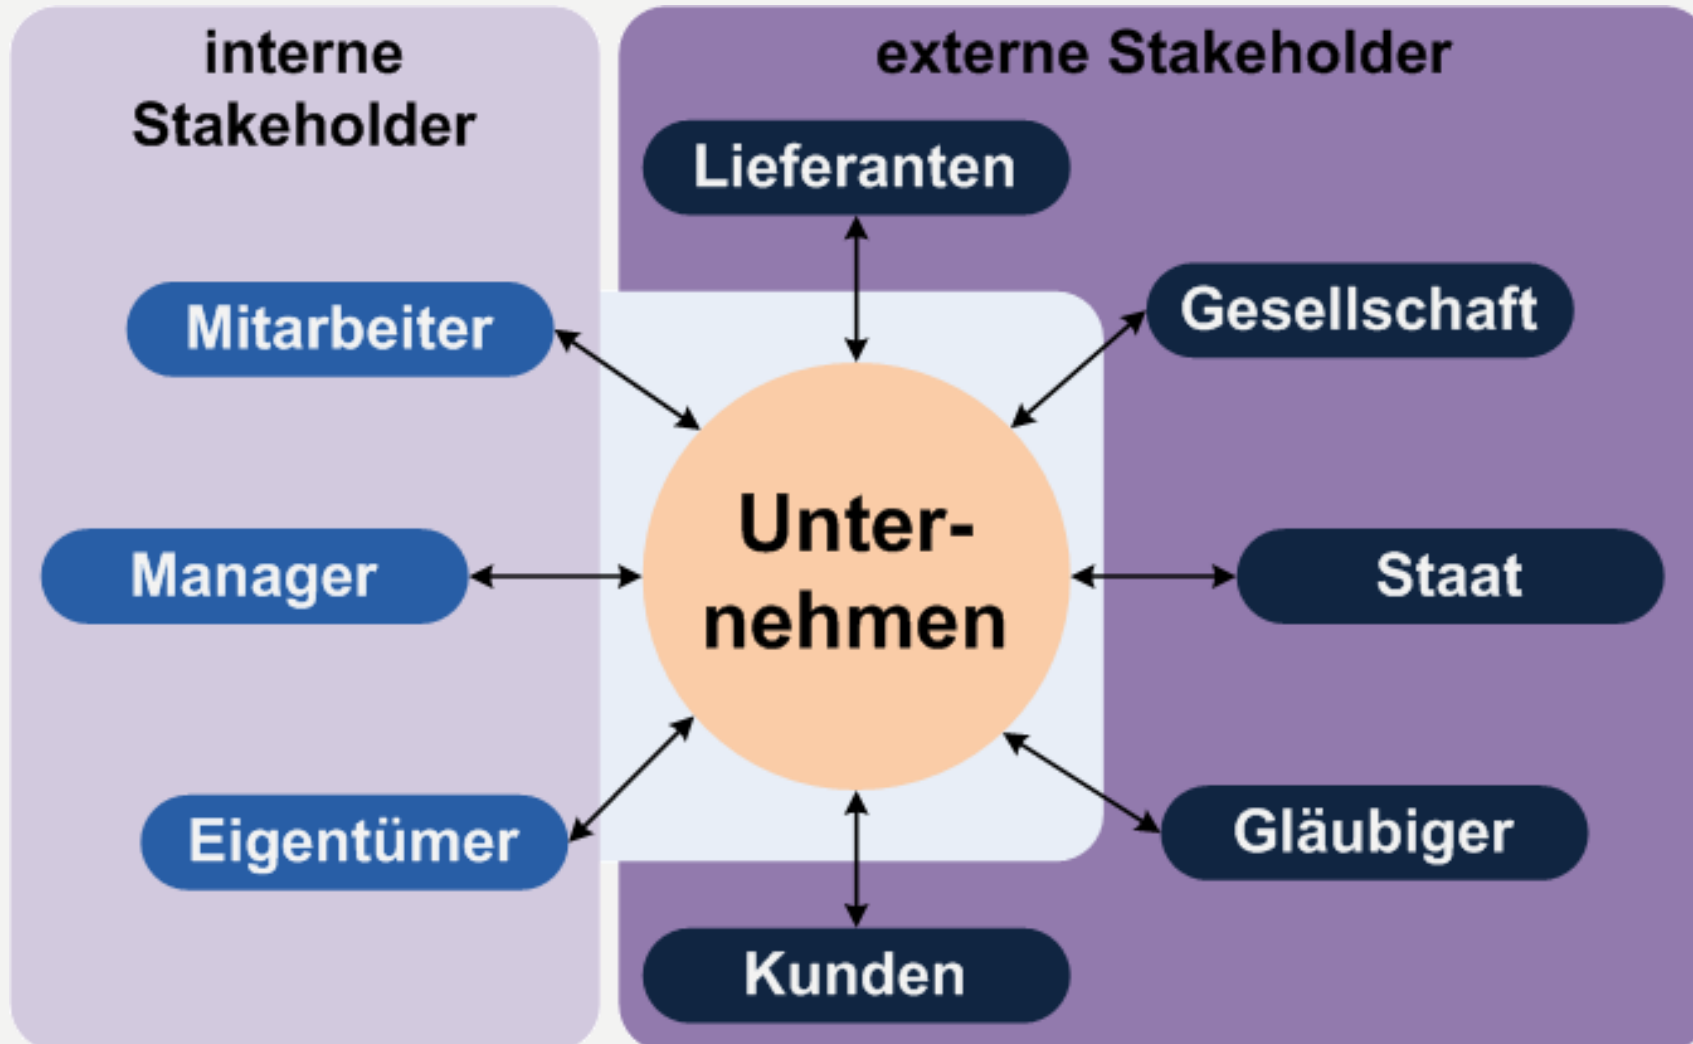 interne
Stakeholder
externe Stakeholder
Lieferanten
Mitarbeiter
Gesellschaft
Unter-
nehmen
Manager
Staat
Eigentümer
Gläubiger
Kunden